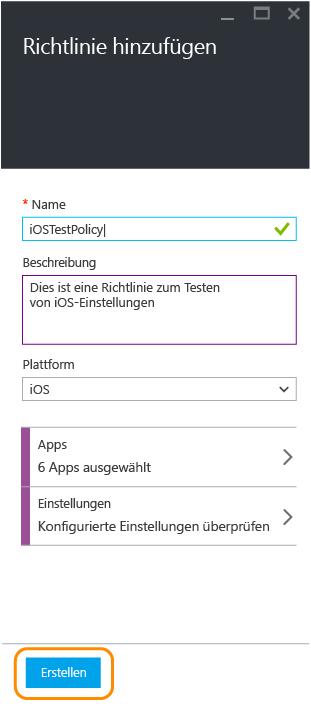 Richtlinie hinzufügen
* Name
iOSTestPolicy
Beschreibung
Dies ist eine Richtlinie zum Testen
von iOS-Einstellungen
Plattform
iOS
Apps
6 Apps ausgewählt
Einstellungen
Konfigurierte Einstellungen überprüfen
Erstellen